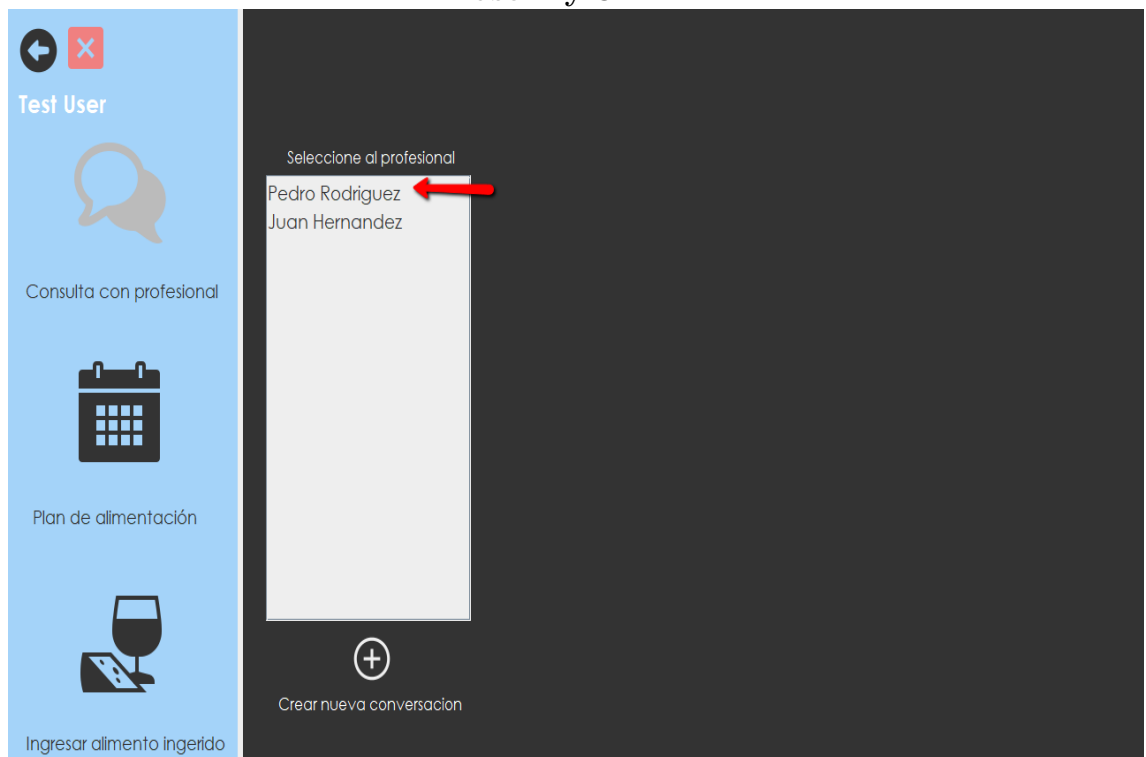 Test User
Consulta con profesional
Plan de alimentación
Ingresar alimento ingerido
Seleccione al profesional
Pedro Rodriguez
Juan Hernandez
Crear nueva conversacion